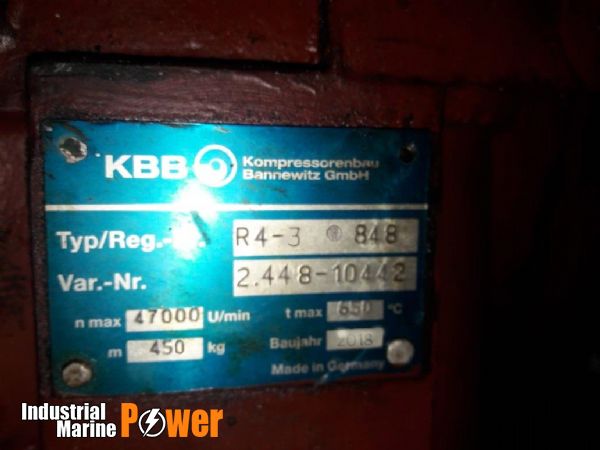 KBB Kompressorenbau
Bannewitz GmbH
Typ/Reg.- R4-3 848
Var.-Nr. 2.448-10442
n max 47000 U/min t max 650 °C
m 450 kg Baujahr 2018
Made in Germany
Industrial
Marine Power